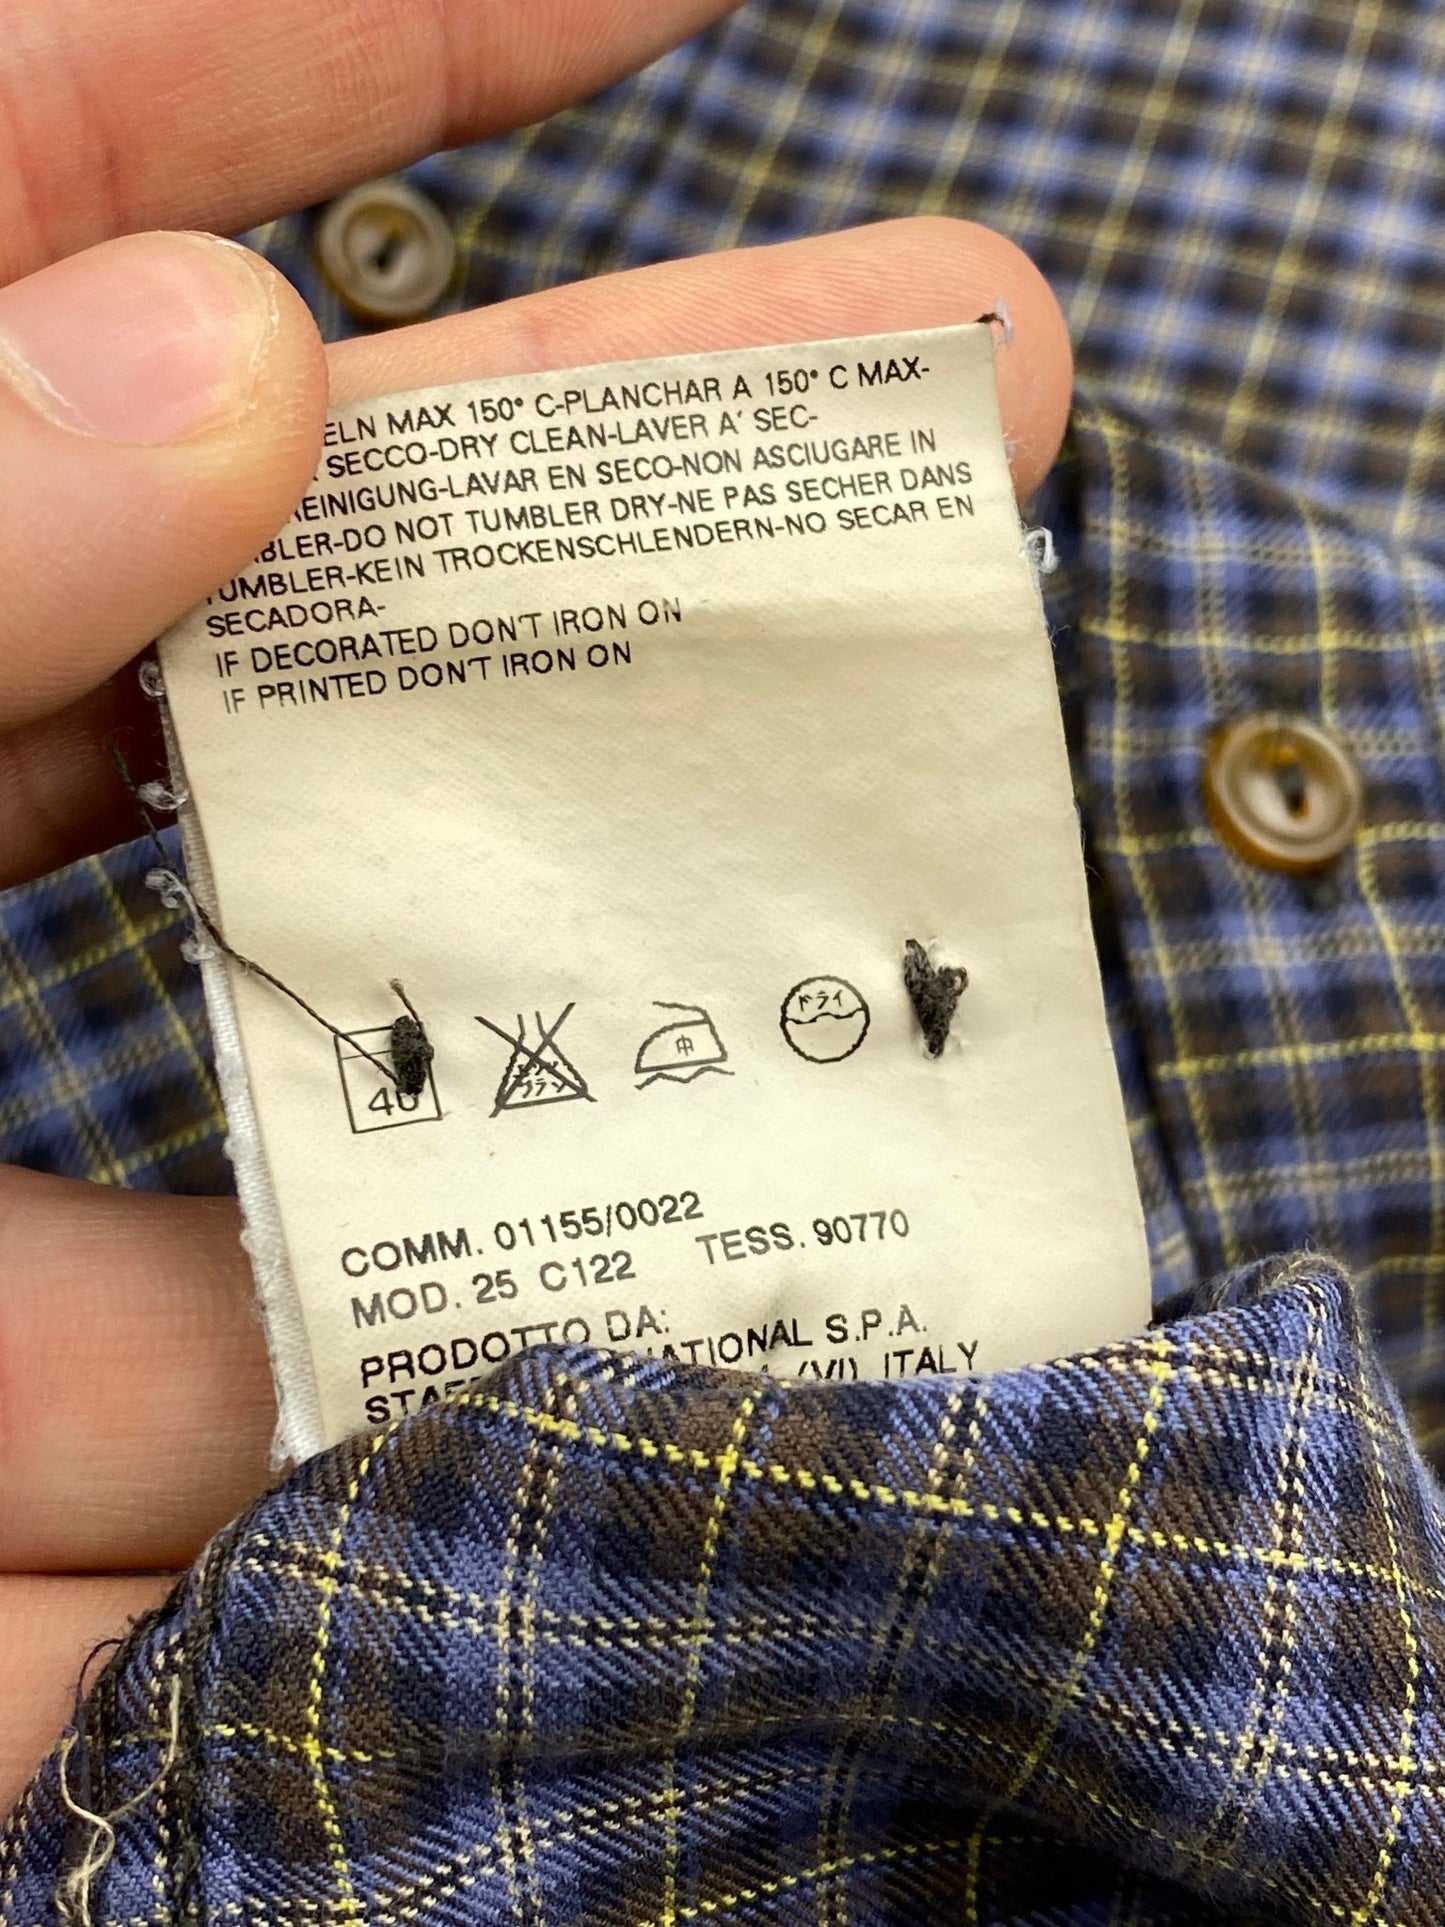 MAX 150° C-PLANCHAR A 150° C MAX-
SECCO-DRY CLEAN-LAVER A' SEC-
LAVAR EN SECO-NON ASCIUGARE IN
DO NOT TUMBLER DRY-NE PAS SECHER DANS
TUMBLER-KEIN TROCKENSCHLENDERN-NO SECAR EN
SECADORA-
IF DECORATED DON'T IRON ON
IF PRINTED DON'T IRON ON
40 中 ドライ
COMM. 01155/0022
MOD. 25 C122 TESS. 90770
PRODOTTO DA:
S.P.A.
(VI) ITALY